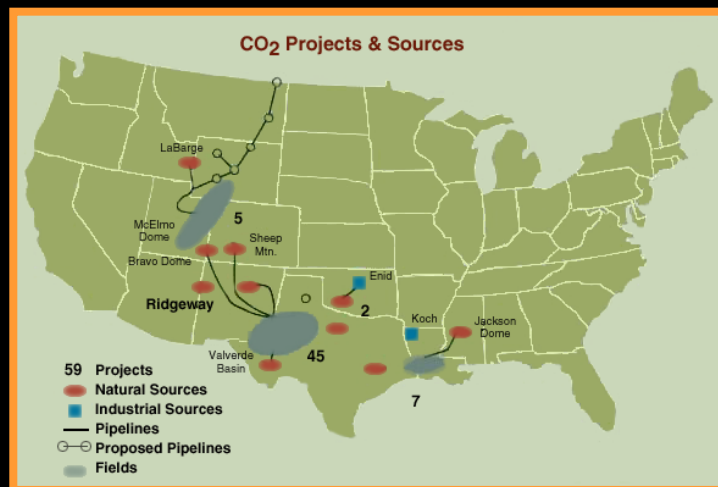 CO2 Projects & Sources
LaBarge
McElmo
Dome
5
Sheep
Mtn.
Bravo Dome
Enid
Ridgeway
2
Koch
Jackson
Dome
Valverde
Basin
45
7
59 Projects
Natural Sources
Industrial Sources
Pipelines
Proposed Pipelines
Fields